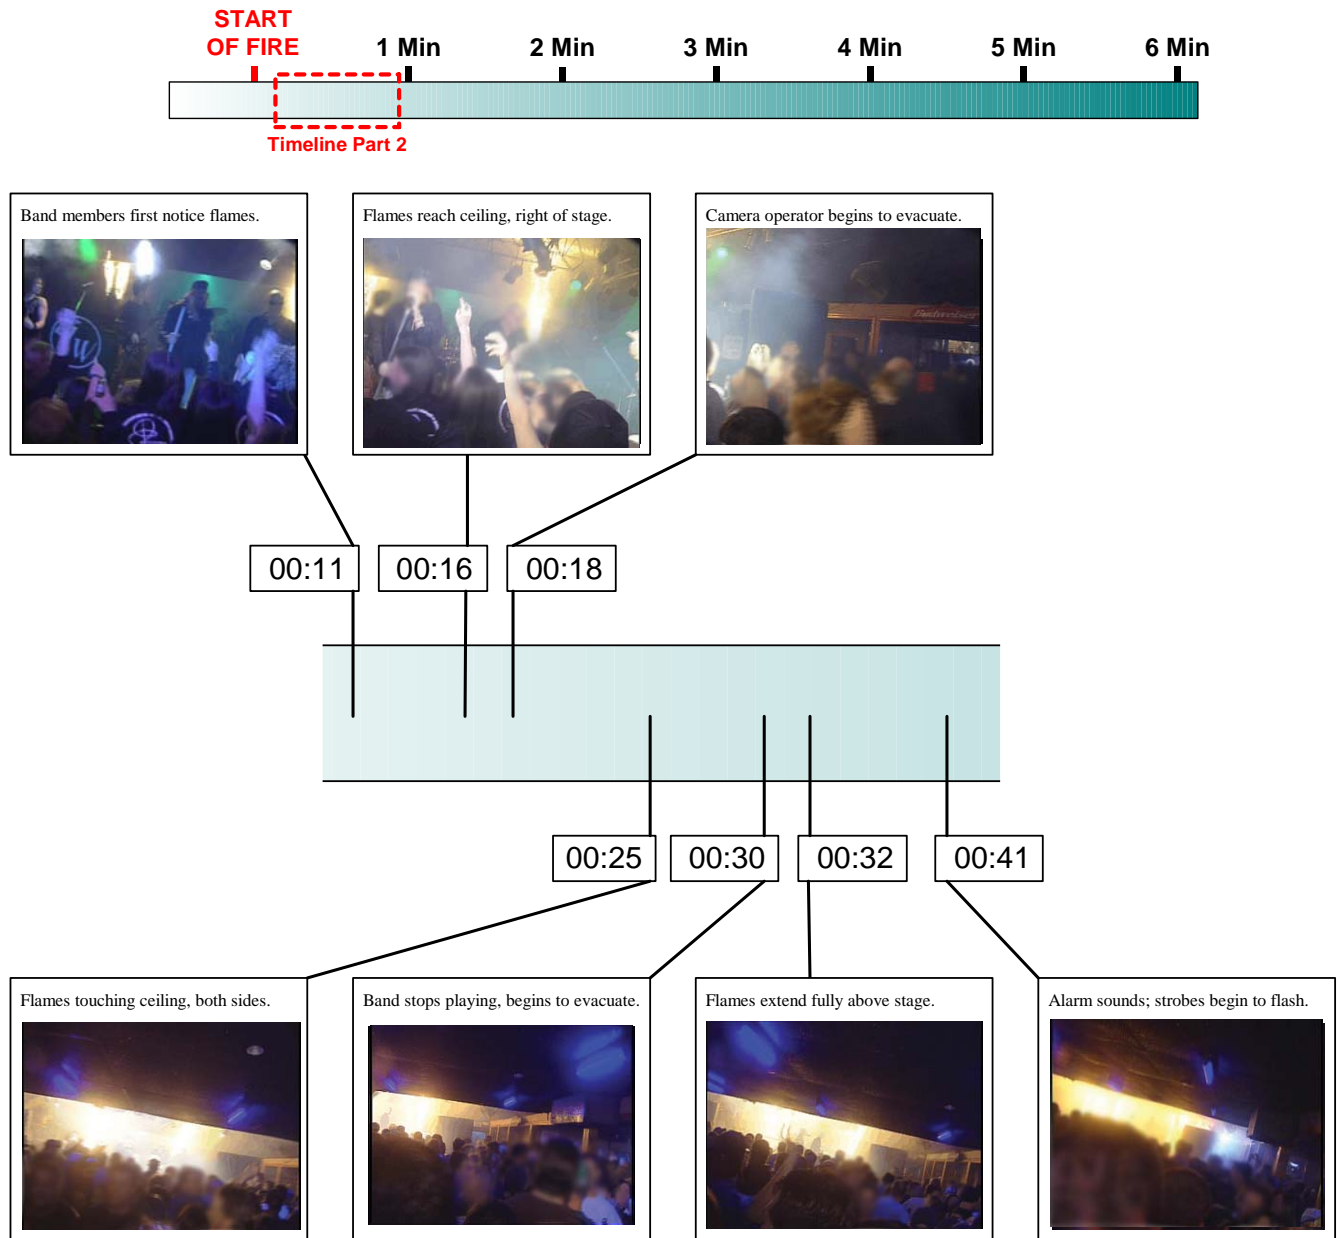 START
OF FIRE
1 Min
2 Min
3 Min
4 Min
5 Min
6 Min
Timeline Part 2
Band members first notice flames.
Flames reach ceiling, right of stage.
Camera operator begins to evacuate.
Budweiser
00:11
00:16
00:18
00:25
00:30
00:32
00:41
Flames touching ceiling, both sides.
Band stops playing, begins to evacuate.
Flames extend fully above stage.
Alarm sounds; strobes begin to flash.